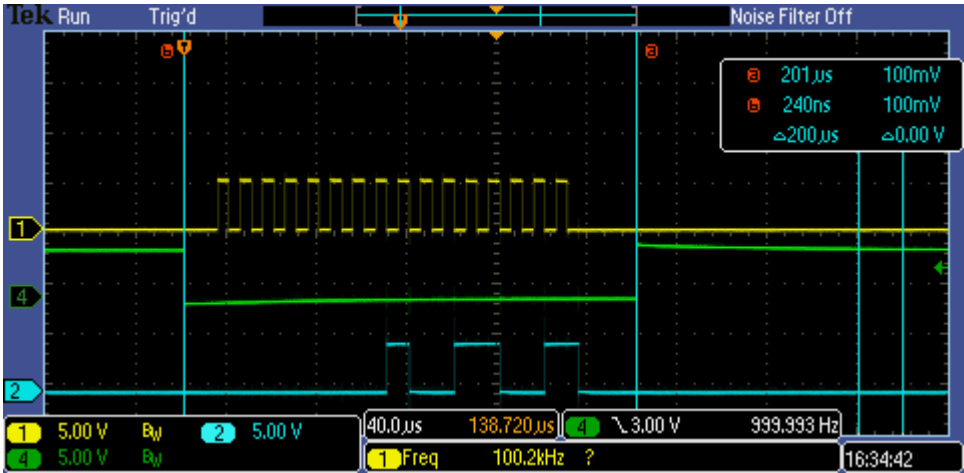 Tek Run Trig'd Noise Filter Off
b T a
a 201µs 100mV
b 240ns 100mV
△200µs △0.00 V
1
4
2
1 5.00 V BW 2 5.00 V 40.0µs 138.720µs 4 \ 3.00 V 999.993 Hz
4 5.00 V BW 1 Freq 100.2kHz ? 16:34:42